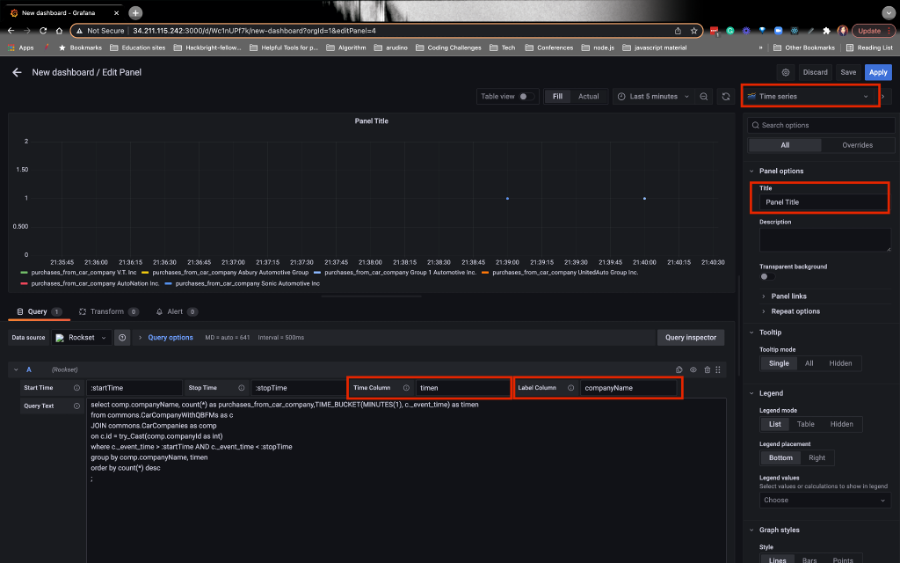 New dashboard - Grafana
Not Secure 34.211.115.242:3000/d/Wc1nUPf7k/new-dashboard?orgId=1&editPanel=4 Update
Apps Bookmarks Education sites Hackbright-fellow... Helpful Tools for p... Algorithm arudino Coding Challenges Tech Conferences node.js javascript material » Other Bookmarks Reading List
New dashboard / Edit Panel Discard Save Apply
Table view Fill Actual Last 5 minutes Time series
Panel Title
Search options
All Overrides
2
1.50
1
0.500
0
21:35:45 21:36:00 21:36:15 21:36:30 21:36:45 21:37:00 21:37:15 21:37:30 21:37:45 21:38:00 21:38:15 21:38:30 21:38:45 21:39:00 21:39:15 21:39:30 21:39:45 21:40:00 21:40:15 21:40:30
purchases_from_car_company V.T. Inc purchases_from_car_company Asbury Automotive Group purchases_from_car_company Group 1 Automotive Inc. purchases_from_car_company UnitedAuto Group Inc.
purchases_from_car_company AutoNation Inc. purchases_from_car_company Sonic Automotive Inc
Panel options
Title
Panel Title
Description
Transparent background
Panel links
Repeat options
Query 1 Transform 0 Alert 0
Data source Rockset Query options MD = auto = 641 Interval = 500ms Query inspector
A (Rockset)
Start Time :startTime Stop Time :stopTime Time Column timen Label Column companyName
Query Text
select comp.companyName, count(*) as purchases_from_car_company,TIME_BUCKET(MINUTES(1), c._event_time) as timen
from commons.CarCompanyWithQBFMs as c
JOIN commons.CarCompanies as comp
on c.id = try_Cast(comp.companyId as int)
where c._event_time > :startTime AND c._event_time < :stopTime
group by comp.companyName, timen
order by count(*) desc
;
Tooltip
Tooltip mode
Single All Hidden
Legend
Legend mode
List Table Hidden
Legend placement
Bottom Right
Legend values
Select values or calculations to show in legend
Choose
Graph styles
Style
Lines Bars Points